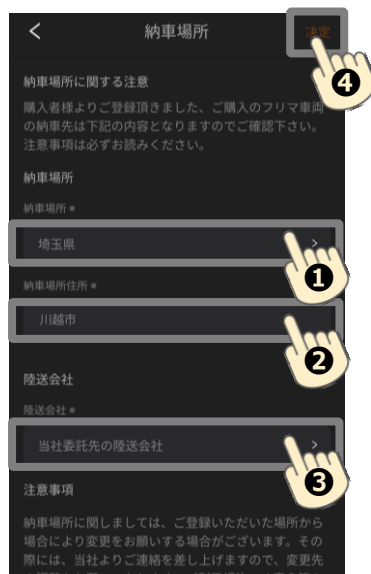 納車場所
决定
❹
納車場所に関する注意
購入者様よりご登録頂きました、ご購入のフリマ車両
の納車先は下記の内容となりますのでご確認下さい。
注意事項は必ずお読みください。
納車場所
納車場所
埼玉県
❶
納車場所住所
川越市
❷
陸送会社
陸送会社
当社委託先の陸送会社
❸
注意事項
納車場所に関しましては、ご登録いただいた場所から
場合により変更をお願いする場合がございます。その
際には、当社よりご連絡を差し上げますので、変更先